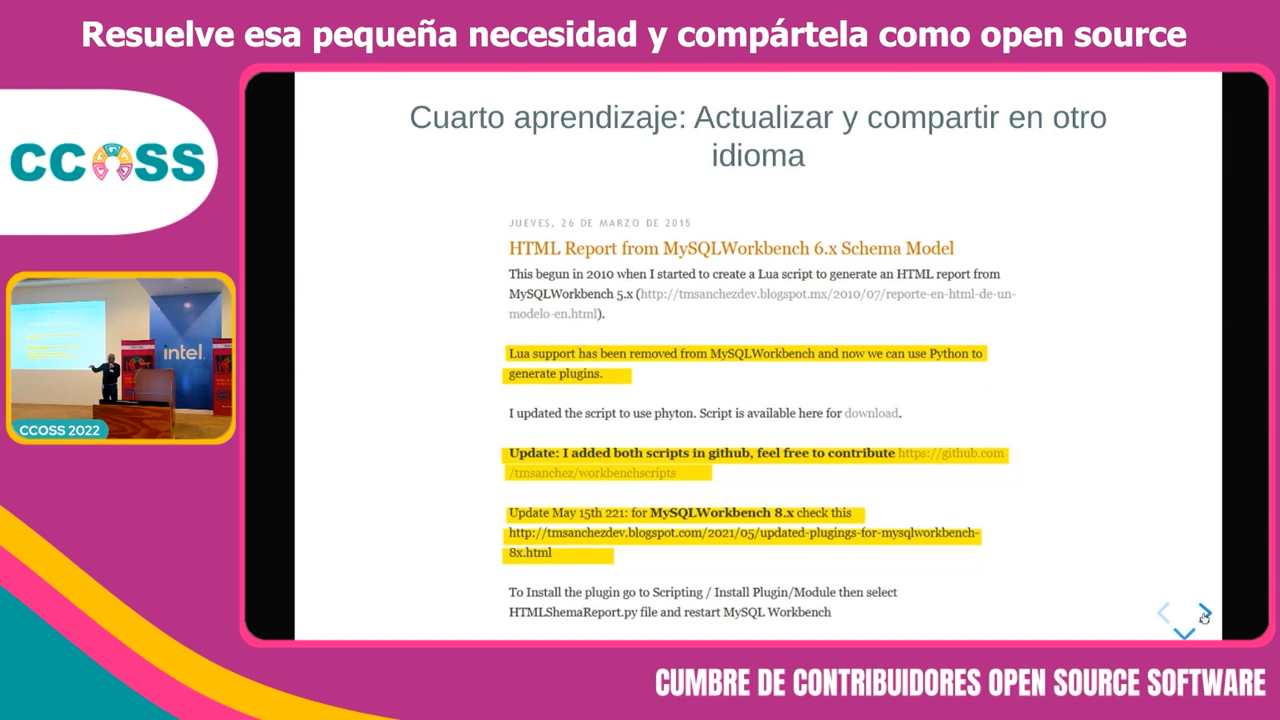 Resuelve esa pequeña necesidad y compártela como open source
CCOSS
Cuarto aprendizaje: Actualizar y compartir en otro
idioma
JUEVES, 26 DE MARZO DE 2015
HTML Report from MySQLWorkbench 6.x Schema Model
This begun in 2010 when I started to create a Lua script to generate an HTML report from
MySQLWorkbench 5.x (http://tmsanchezdev.blogspot.mx/2010/07/reporte-en-html-de-un-
modelo-en.html).
Lua support has been removed from MySQLWorkbench and now we can use Python to
generate plugins.
I updated the script to use phyton. Script is available here for download.
Update: I added both scripts in github, feel free to contribute https://github.com
/tmsanchez/workbenchscripts
Update May 15th 221: for MySQLWorkbench 8.x check this
http://tmsanchezdev.blogspot.com/2021/05/updated-plugings-for-mysqlworkbench-
8x.html
To Install the plugin go to Scripting / Install Plugin/Module then select
HTMLShemaReport.py file and restart MySQL Workbench
intel.
CCOSS 2022
CUMBRE DE CONTRIBUIDORES OPEN SOURCE SOFTWARE